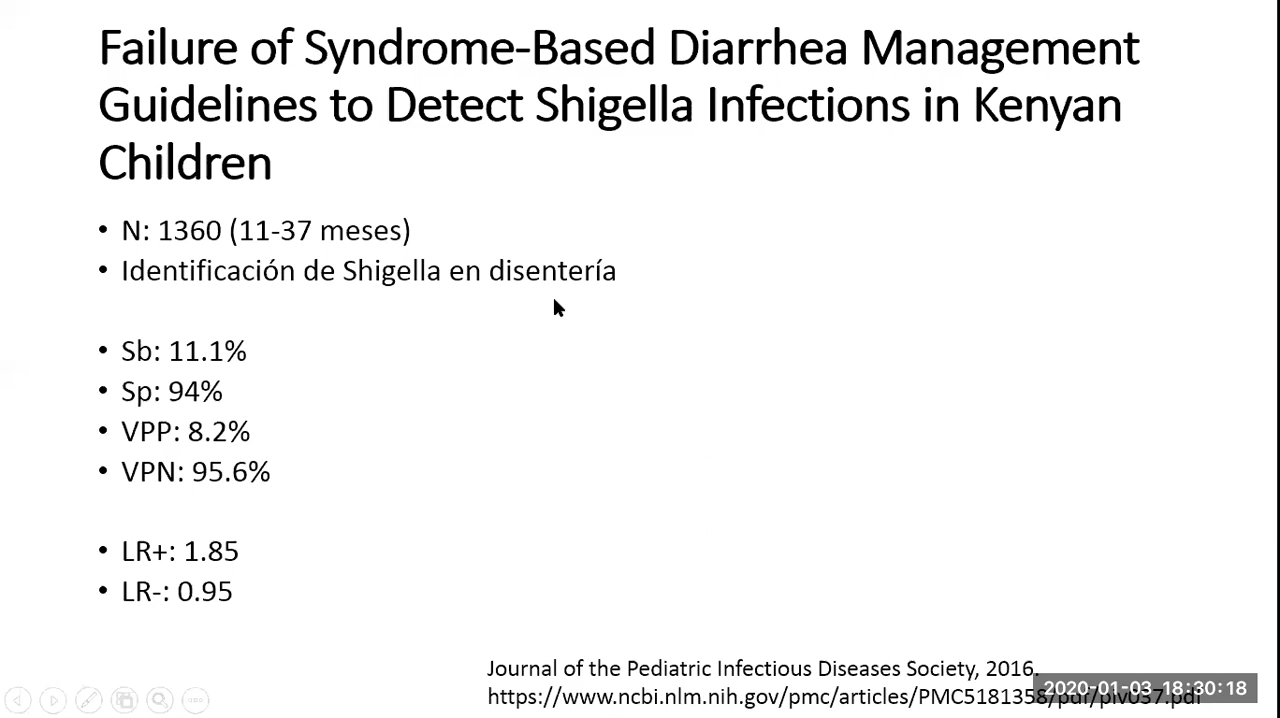 Failure of Syndrome-Based Diarrhea Management
Guidelines to Detect Shigella Infections in Kenyan
Children
• N: 1360 (11-37 meses)
• Identificación de Shigella en disentería
• Sb: 11.1%
• Sp: 94%
• VPP: 8.2%
• VPN: 95.6%
• LR+: 1.85
• LR-: 0.95
Journal of the Pediatric Infectious Diseases Society, 2016.
https://www.ncbi.nlm.nih.gov/pmc/articles/PMC5181358/pdf/piv037.pdf
2020-01-03 18:30:18